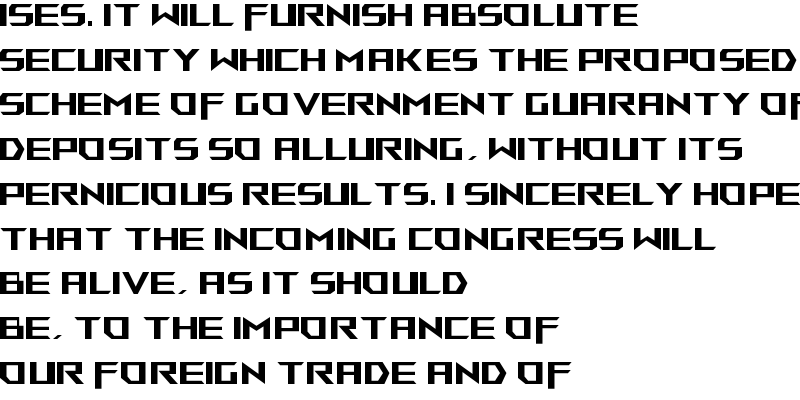 ISES. IT WILL FURNISH ABSOLUTE
SECURITY WHICH MAKES THE PROPOSED
SCHEME OF GOVERNMENT GUARANTY OF
DEPOSITS SO ALLURING, WITHOUT ITS
PERNICIOUS RESULTS. I SINCERELY HOPE
THAT THE INCOMING CONGRESS WILL
BE ALIVE, AS IT SHOULD
BE, TO THE IMPORTANCE OF
OUR FOREIGN TRADE AND OF